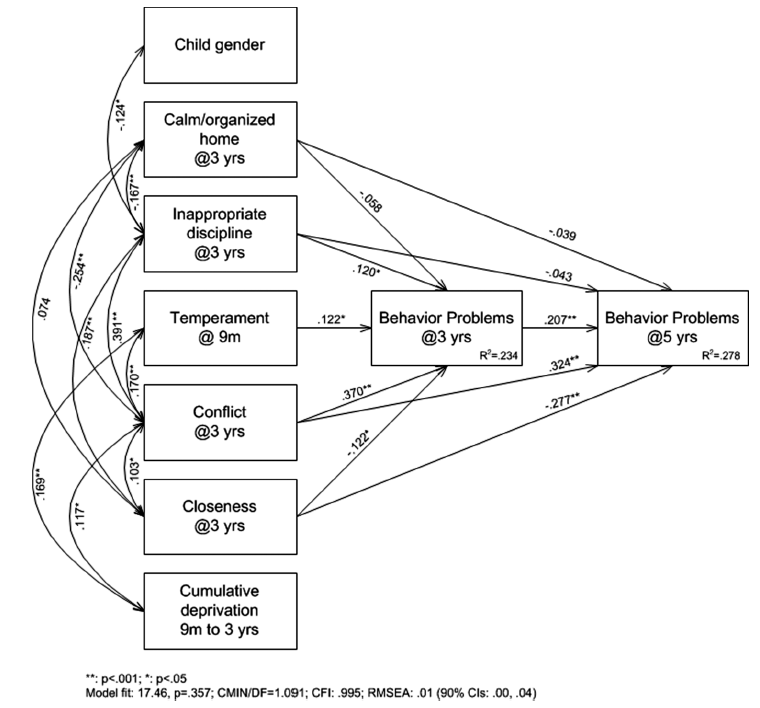 Child gender
-.124*
Calm/organized
home
@3 yrs
-.167**
-.058
-.039
Inappropriate
discipline
@3 yrs
.120*
-.043
-.254**
.074
.187**
.391**
Temperament
@ 9m
.122*
Behavior Problems
@3 yrs
R²=.234
.207**
Behavior Problems
@5 yrs
R²=.278
.170**
.324**
.370**
-.277**
Conflict
@3 yrs
-.122*
.103*
.169**
.117*
Closeness
@3 yrs
Cumulative
deprivation
9m to 3 yrs
**: p<.001; *: p<.05
Model fit: 17.46, p=.357; CMIN/DF=1.091; CFI: .995; RMSEA: .01 (90% CIs: .00, .04)